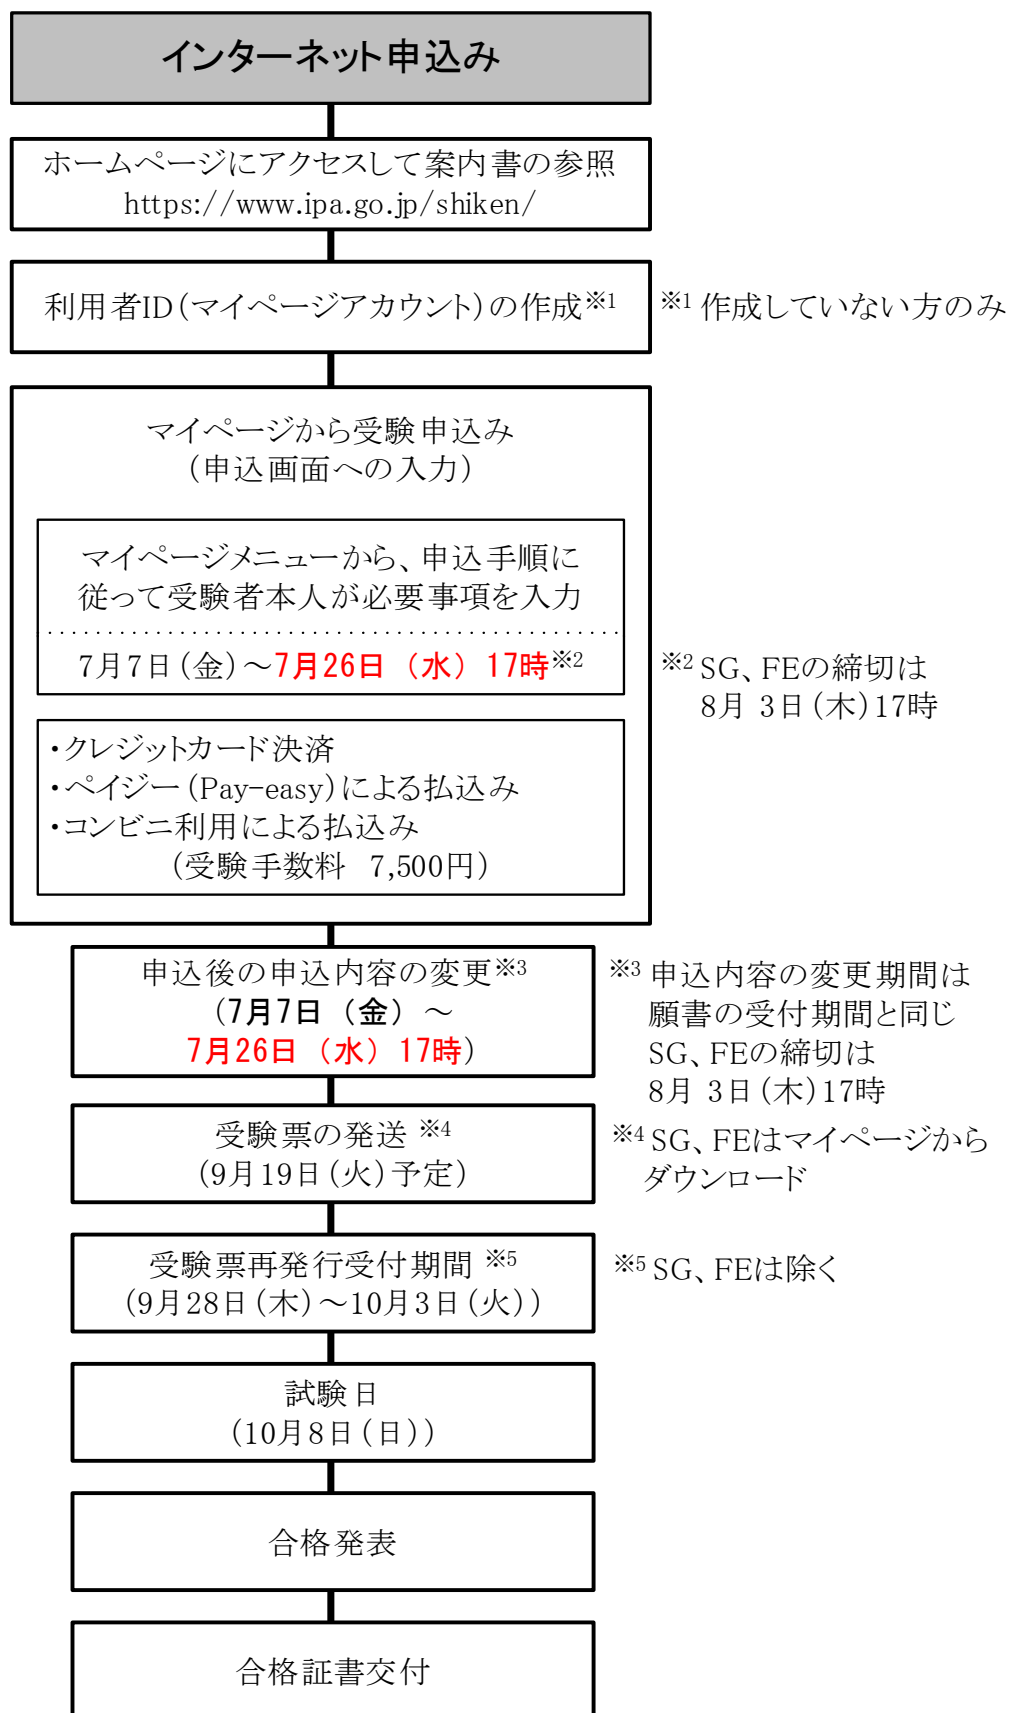 インターネット申込み
ホームページにアクセスして案内書の参照
https://www.ipa.go.jp/shiken/
利用者ID(マイページアカウント)の作成※1
※1 作成していない方のみ
マイページから受験申込み
(申込画面への入力)
マイページメニューから、申込手順に
従って受験者本人が必要事項を入力
7月7日(金)~7月26日(水)17時※2
※2 SG、FEの締切は
8月 3日(木)17時
・クレジットカード決済
・ペイジー(Pay-easy)による払込み
・コンビニ利用による払込み
(受験手数料 7,500円)
申込後の申込内容の変更※3
(7月7日(金)~
7月26日(水)17時)
※3 申込内容の変更期間は
願書の受付期間と同じ
SG、FEの締切は
8月 3日(木)17時
受験票の発送 ※4
(9月19日(火)予定)
※4 SG、FEはマイページから
ダウンロード
受験票再発行受付期間 ※5
(9月28日(木)~10月3日(火))
※5 SG、FEは除く
試験日
(10月8日(日))
合格発表
合格証書交付